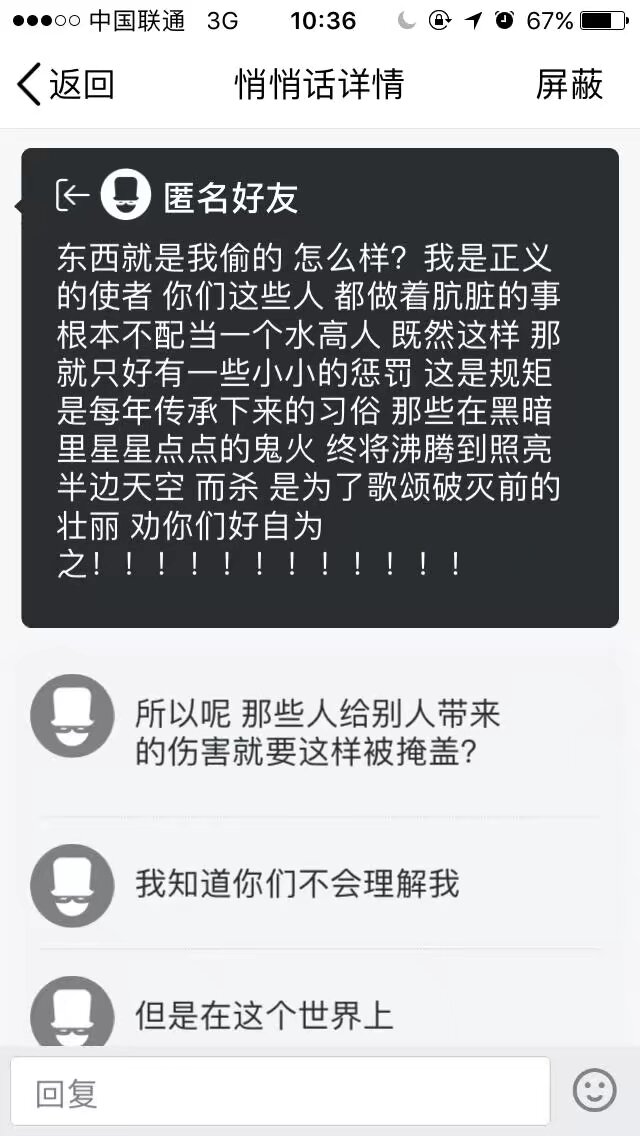 中国联通 3G 10:36 67%
返回 悄悄话详情 屏蔽
匿名好友
东西就是我偷的 怎么样？我是正义
的使者 你们这些人 都做着肮脏的事
根本不配当一个水高人 既然这样 那
就只好有一些小小的惩罚 这是规矩
是每年传承下来的习俗 那些在黑暗
里星星点点的鬼火 终将沸腾到照亮
半边天空 而杀 是为了歌颂破灭前的
壮丽 劝你们好自为
之！！！！！！！！！！！！
所以呢 那些人给别人带来
的伤害就要这样被掩盖？
我知道你们不会理解我
但是在这个世界上
回复